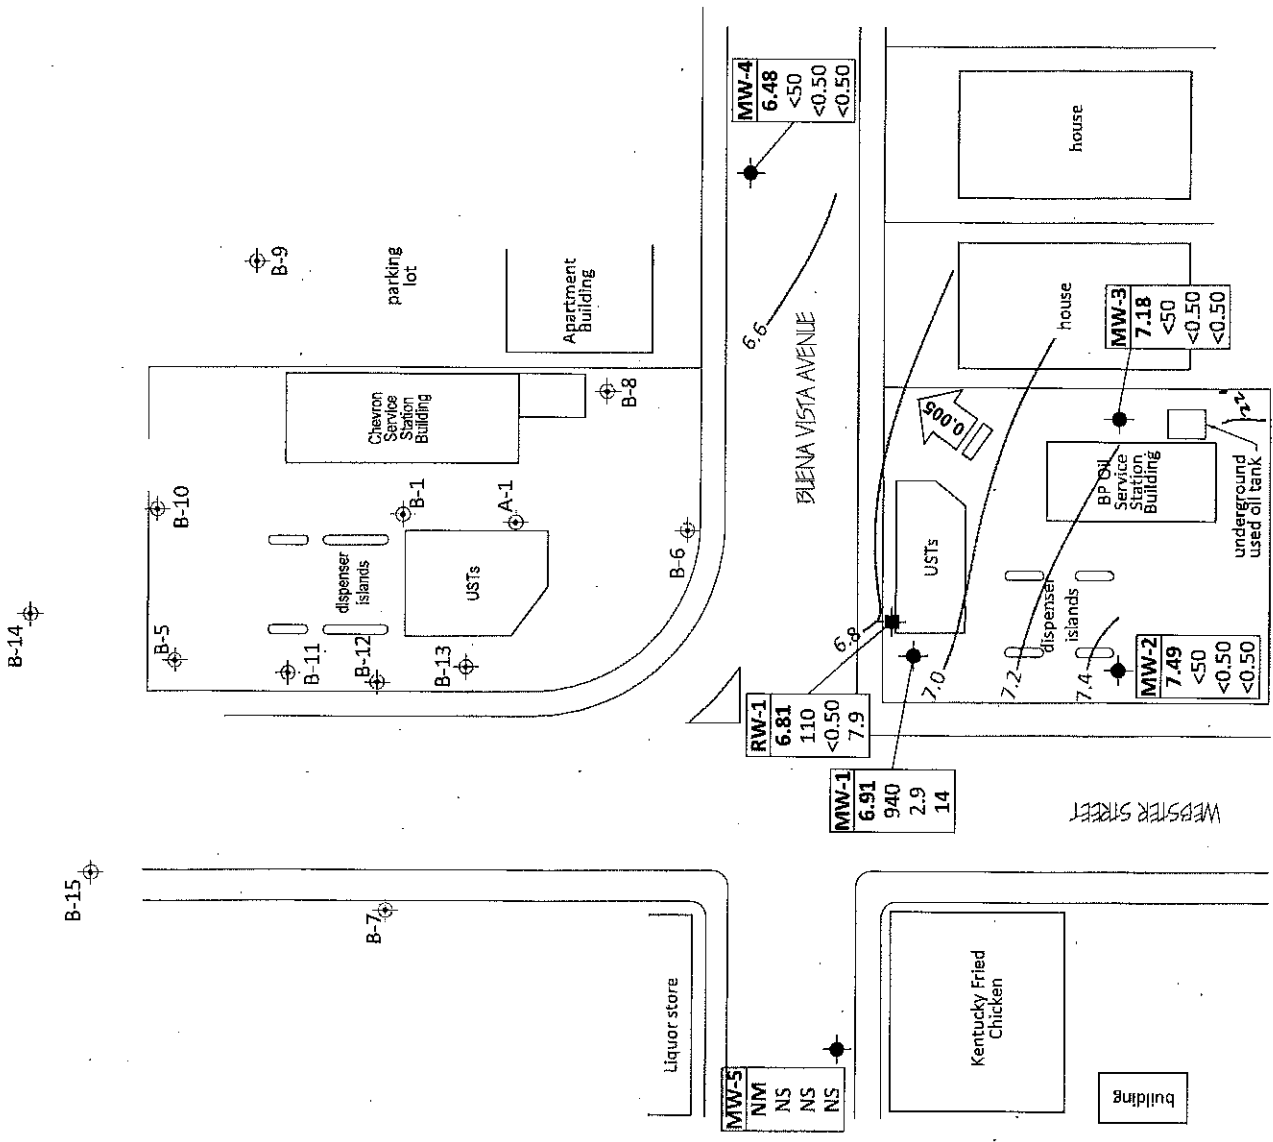 B-14
B-15
B-5
B-10
B-9
B-11
B-12
B-13
B-7
B-1
A-1
B-6
B-8
dispenser
islands
USTs
Chevron
Service
Station
Building
parking
lot
Apartment
Building
Liquor store
MW-4
6.48
<50
<0.50
<0.50
6.6
BUENA VISTA AVENUE
MW-5
NM
NS
NS
NS
RW-1
6.81
110
<0.50
7.9
MW-1
6.91
940
2.9
14
6.8
7.0
7.2
7.4
0.005
USTs
dispenser
islands
BP Oil
Service
Station
Building
house
house
MW-3
7.18
<50
<0.50
<0.50
MW-2
7.49
<50
<0.50
<0.50
underground
used oil tank
WEBSTER STREET
Kentucky Fried
Chicken
building